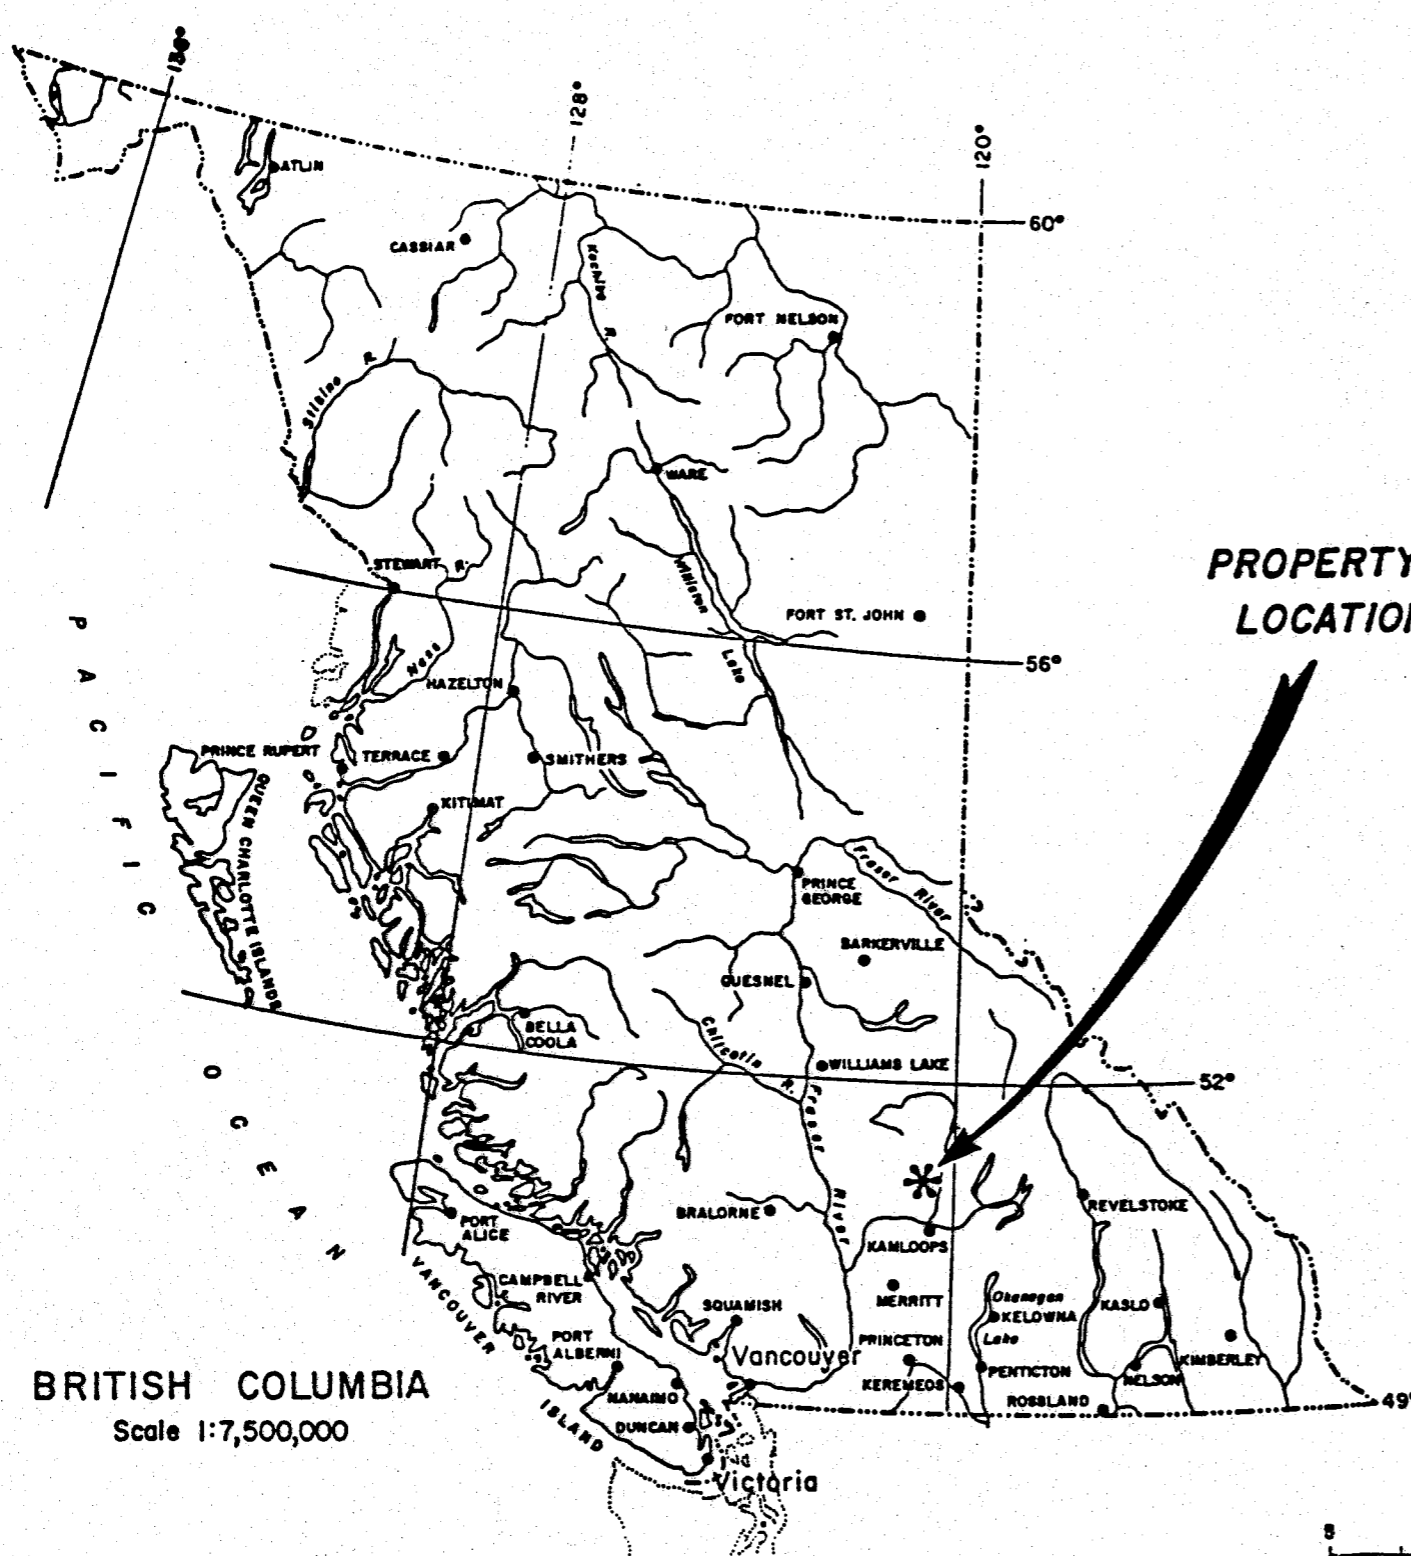 136°
128°
120°
60°
ATLIN
CASSIAR
Kechika R.
FORT NELSON
Stikine R.
WARE
STEWART
R.
Williston Lake
FORT ST. JOHN
56°
Nass
HAZELTON
PROPERTY
LOCATION
PRINCE RUPERT
TERRACE
SMITHERS
KITIMAT
QUEEN CHARLOTTE ISLANDS
PACIFIC OCEAN
PRINCE
GEORGE
Fraser River
BARKERVILLE
QUESNEL
BELLA
COOLA
Chilcotin R.
WILLIAMS LAKE
52°
Fraser River
PORT
ALICE
BRALORNE
KAMLOOPS
REVELSTOKE
VANCOUVER ISLAND
CAMPBELL
RIVER
SQUAMISH
MERRITT
Okanagan
Lake
KELOWNA
KASLO
PORT
ALBERNI
Vancouver
PRINCETON
PENTICTON
NELSON
KIMBERLEY
NANAIMO
KEREMEOS
ROSSLAND
49°
DUNCAN
Victoria
BRITISH COLUMBIA
Scale 1:7,500,000